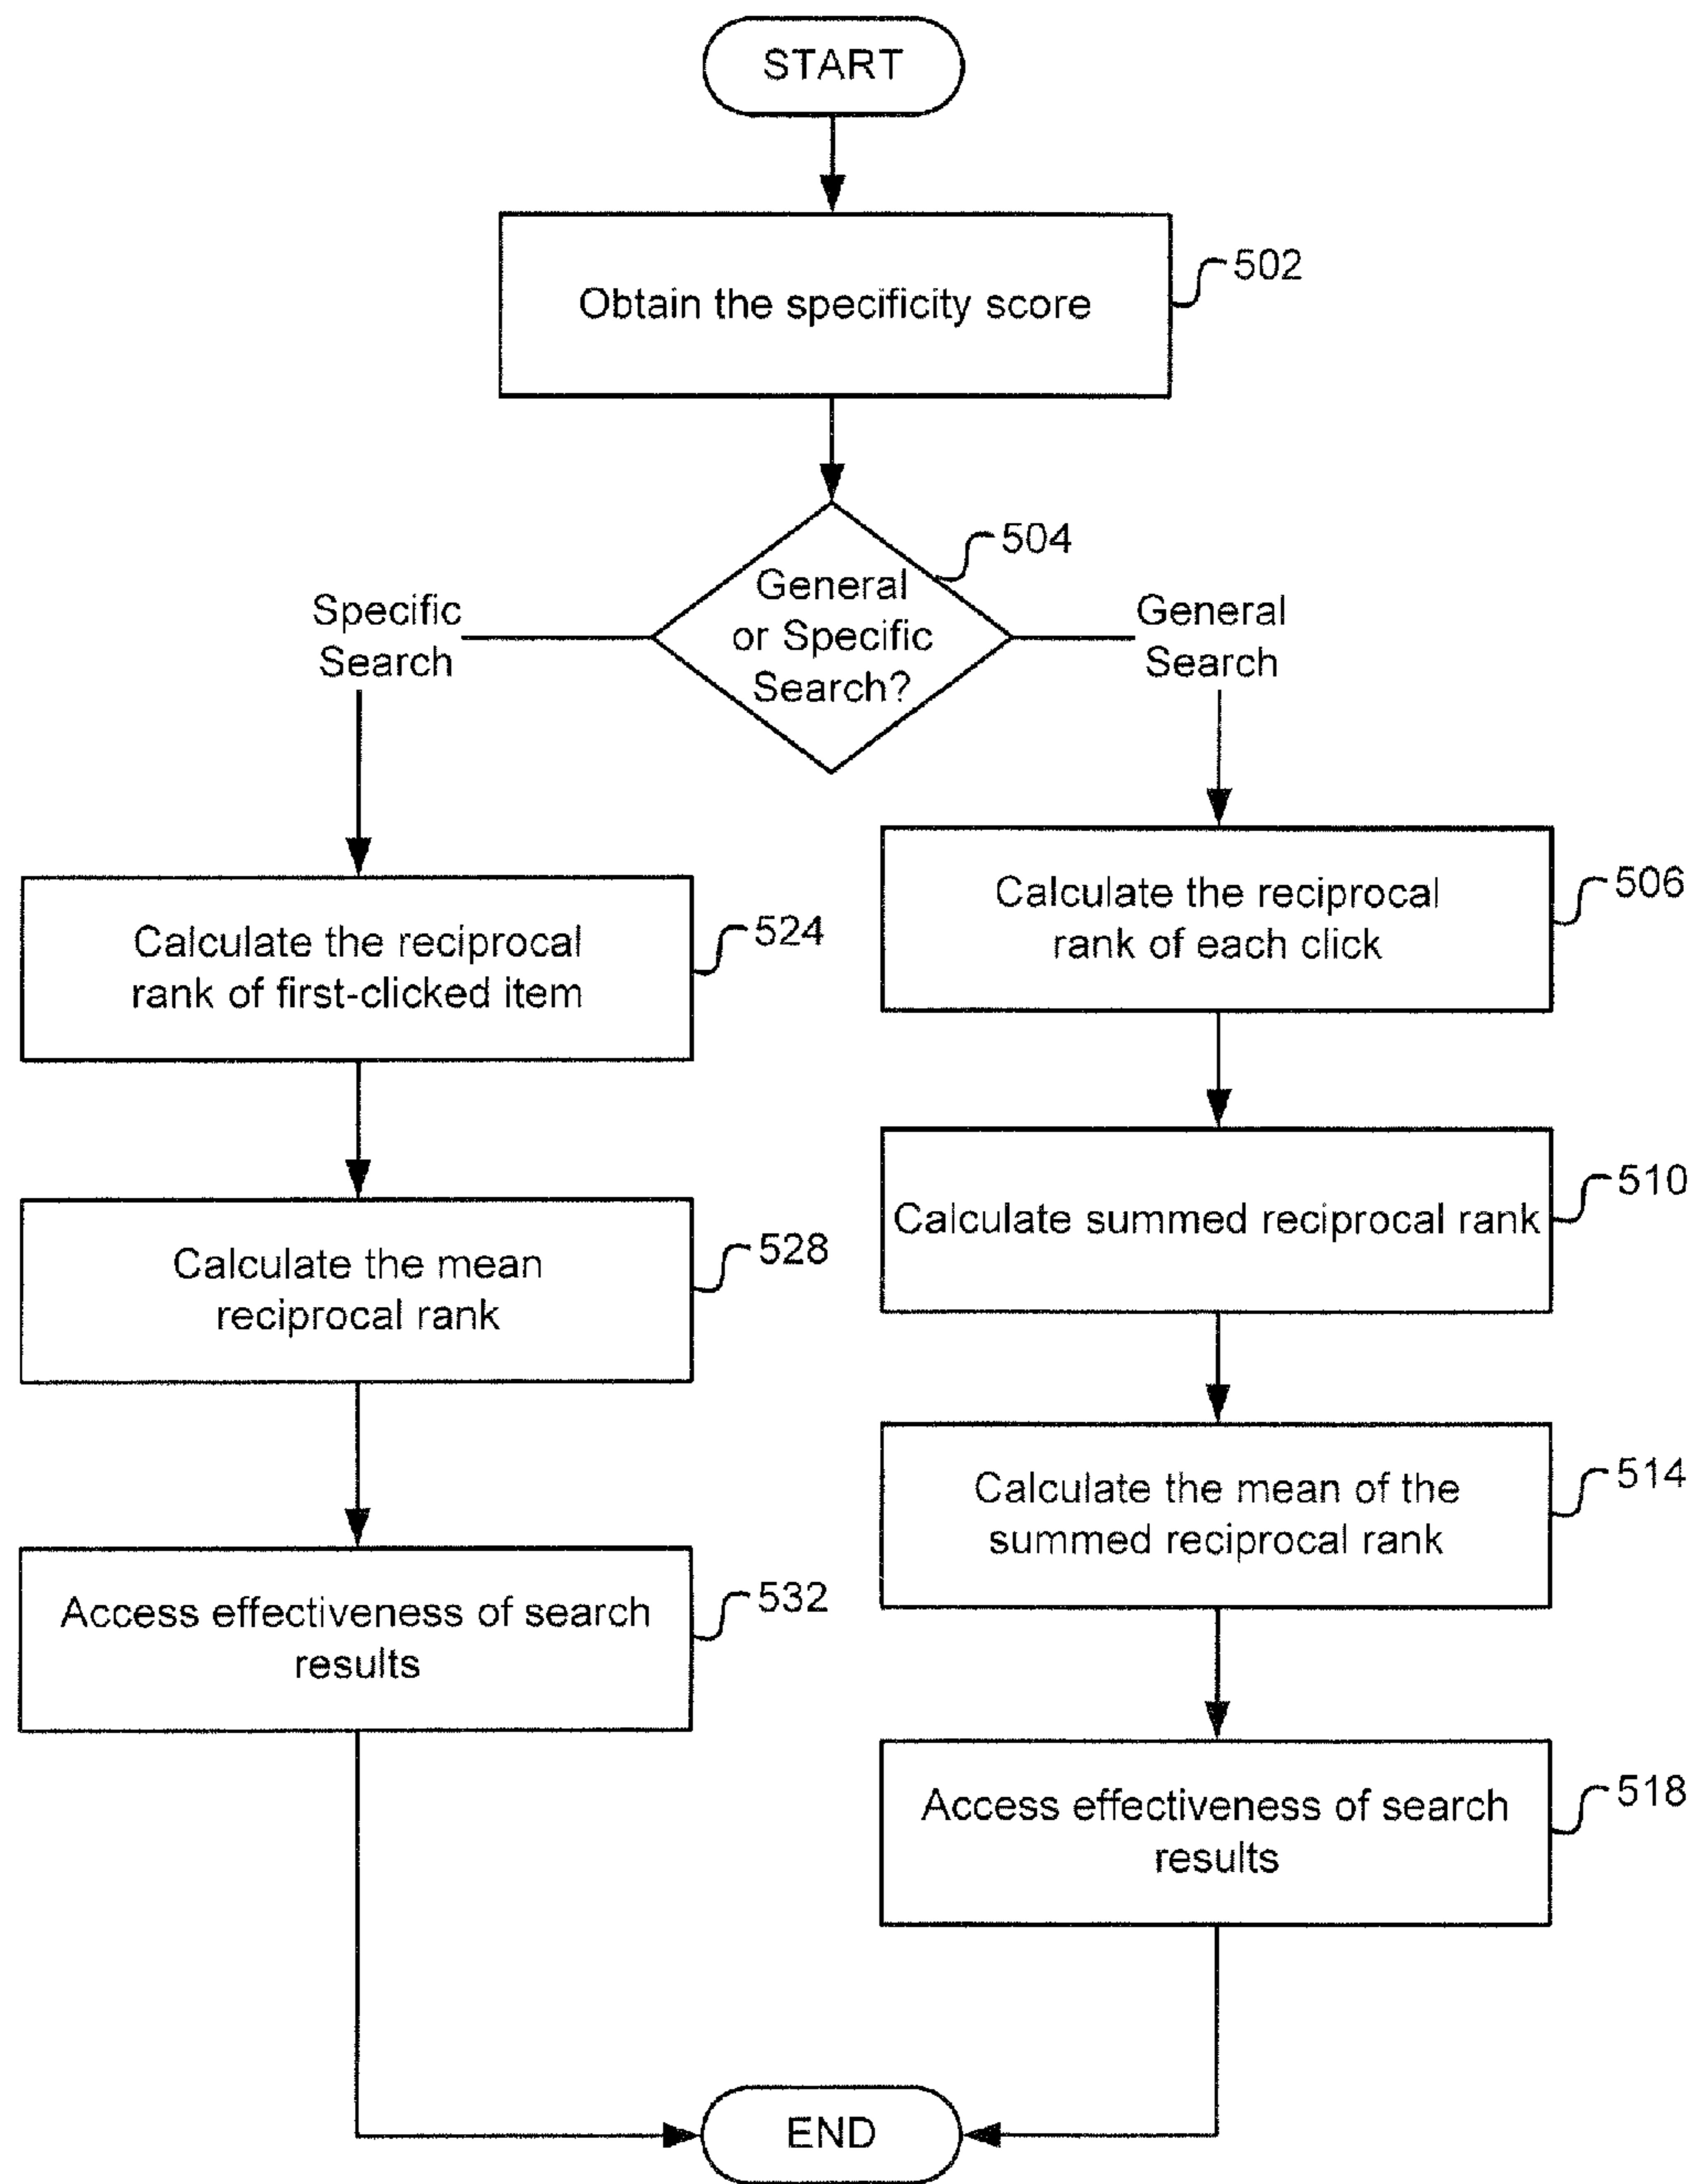 START
Obtain the specificity score
502
General
or Specific
Search?
504
Specific
Search
General
Search
Calculate the reciprocal
rank of first-clicked item
524
Calculate the mean
reciprocal rank
528
Access effectiveness of search
results
532
Calculate the reciprocal
rank of each click
506
Calculate summed reciprocal rank
510
Calculate the mean of the
summed reciprocal rank
514
Access effectiveness of search
results
518
END